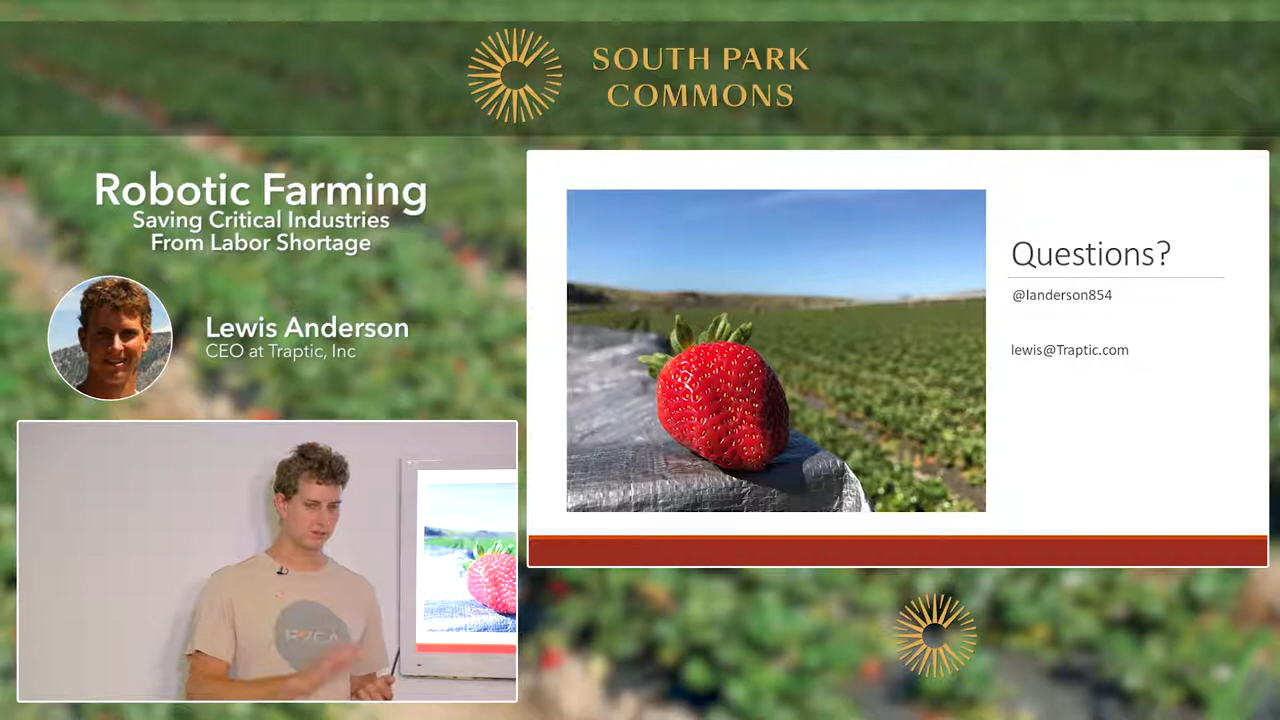 SOUTH PARK
COMMONS
Robotic Farming
Saving Critical Industries
From Labor Shortage
Lewis Anderson
CEO at Traptic, Inc
Questions?
@landerson854
lewis@Traptic.com